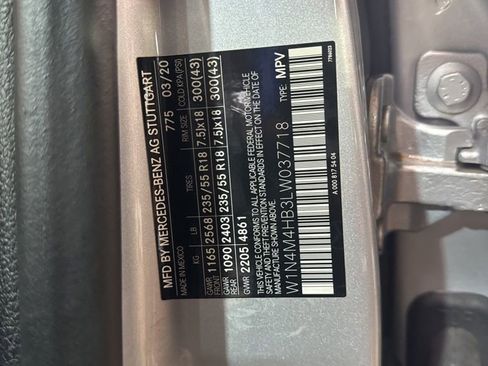 MFD BY MERCEDES-BENZ AG STUTTGART
MADE IN MEXICO 775 03/20
KG LB TIRES RIM SIZE COLD KPA (PSI)
GAWR FRONT 1165 2568 235/55 R18 7.5Jx18 300(43)
GAWR REAR 1090 2403 235/55 R18 7.5Jx18 300(43)
GVWR 2205 4861
THIS VEHICLE CONFORMS TO ALL APPLICABLE FEDERAL MOTOR VEHICLE
SAFETY AND THEFT PREVENTION STANDARDS IN EFFECT ON THE DATE OF
MANUFACTURE SHOWN ABOVE.
W1N4M4HB3LW037718 TYPE: MPV
A 000 817 54 04